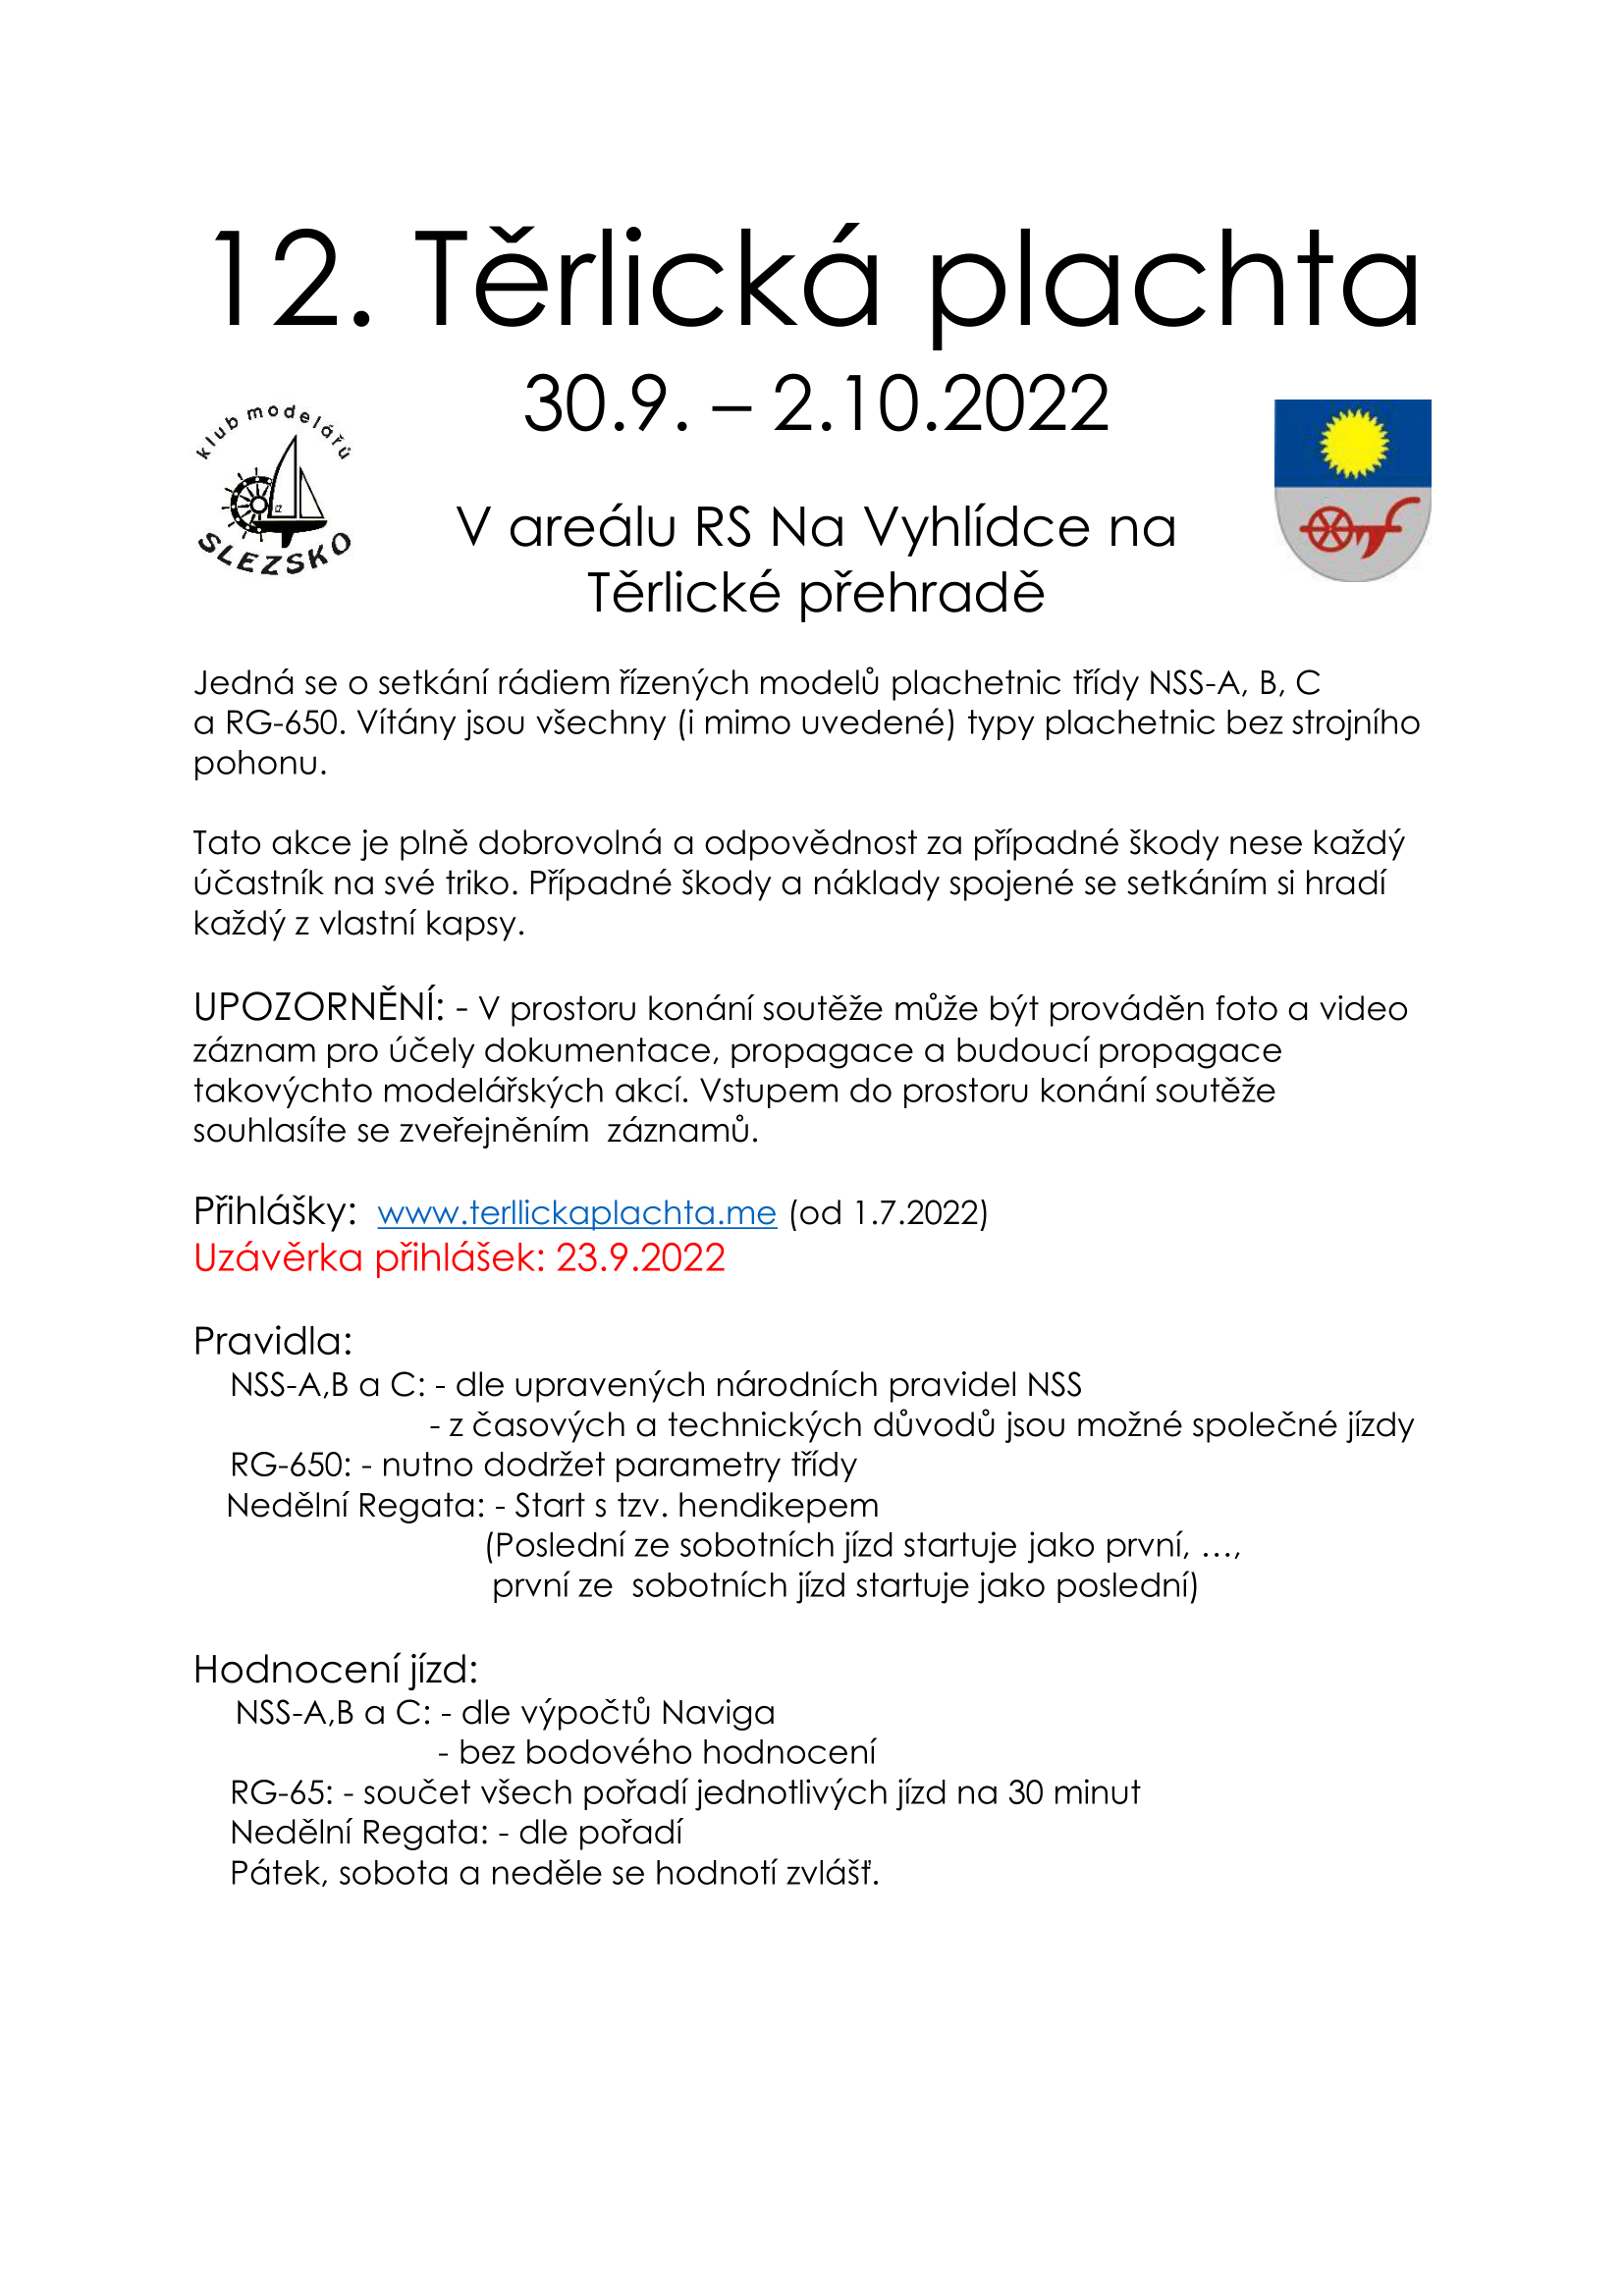 12. Těrlická plachta
30.9. – 2.10.2022
klub modelářů
SLEZSKO
CZ
V areálu RS Na Vyhlídce na
Těrlické přehradě
Jedná se o setkání rádiem řízených modelů plachetnic třídy NSS-A, B, C
a RG-650. Vítány jsou všechny (i mimo uvedené) typy plachetnic bez strojního
pohonu.
Tato akce je plně dobrovolná a odpovědnost za případné škody nese každý
účastník na své triko. Případné škody a náklady spojené se setkáním si hradí
každý z vlastní kapsy.
UPOZORNĚNÍ: - V prostoru konání soutěže může být prováděn foto a video
záznam pro účely dokumentace, propagace a budoucí propagace
takovýchto modelářských akcí. Vstupem do prostoru konání soutěže
souhlasíte se zveřejněním  záznamů.
Přihlášky:  www.terllickaplachta.me (od 1.7.2022)
Uzávěrka přihlášek: 23.9.2022
Pravidla:
NSS-A,B a C: - dle upravených národních pravidel NSS
- z časových a technických důvodů jsou možné společné jízdy
RG-650: - nutno dodržet parametry třídy
Nedělní Regata: - Start s tzv. hendikepem
(Poslední ze sobotních jízd startuje jako první, …,
první ze  sobotních jízd startuje jako poslední)
Hodnocení jízd:
NSS-A,B a C: - dle výpočtů Naviga
- bez bodového hodnocení
RG-65: - součet všech pořadí jednotlivých jízd na 30 minut
Nedělní Regata: - dle pořadí
Pátek, sobota a neděle se hodnotí zvlášť.